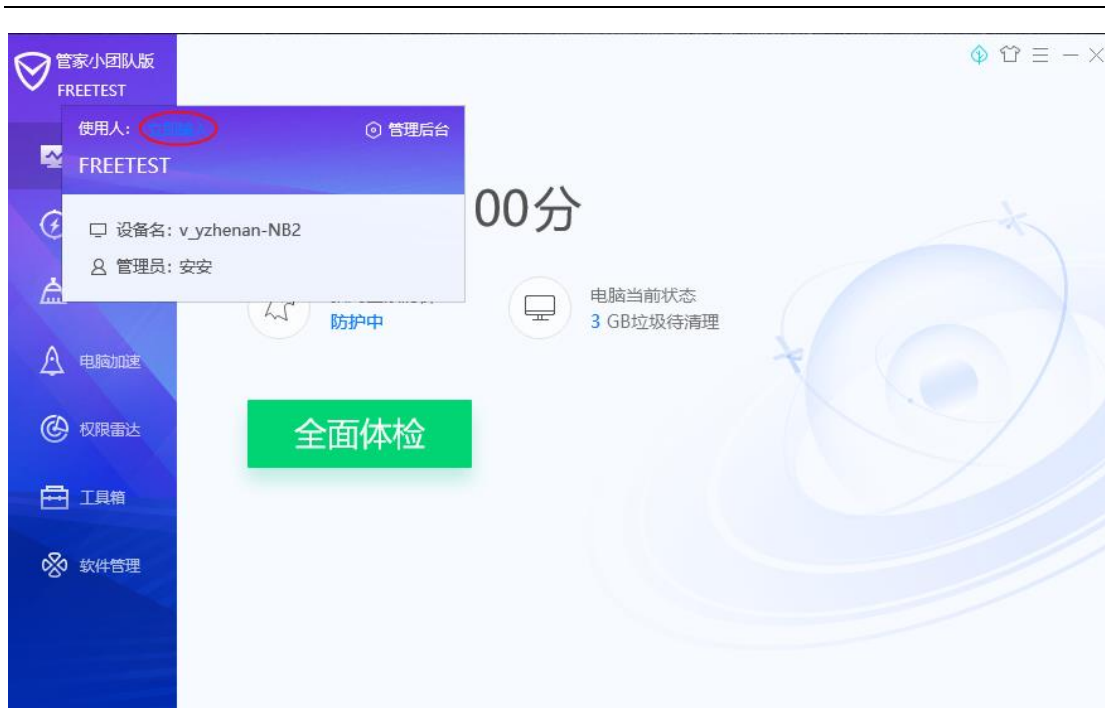 管家小团队版
FREETEST
使用人:
管理后台
FREETEST
设备名: v_yzhenan-NB2
管理员: 安安
00分
防护中
电脑当前状态
3 GB垃圾待清理
电脑加速
权限雷达
全面体检
工具箱
软件管理